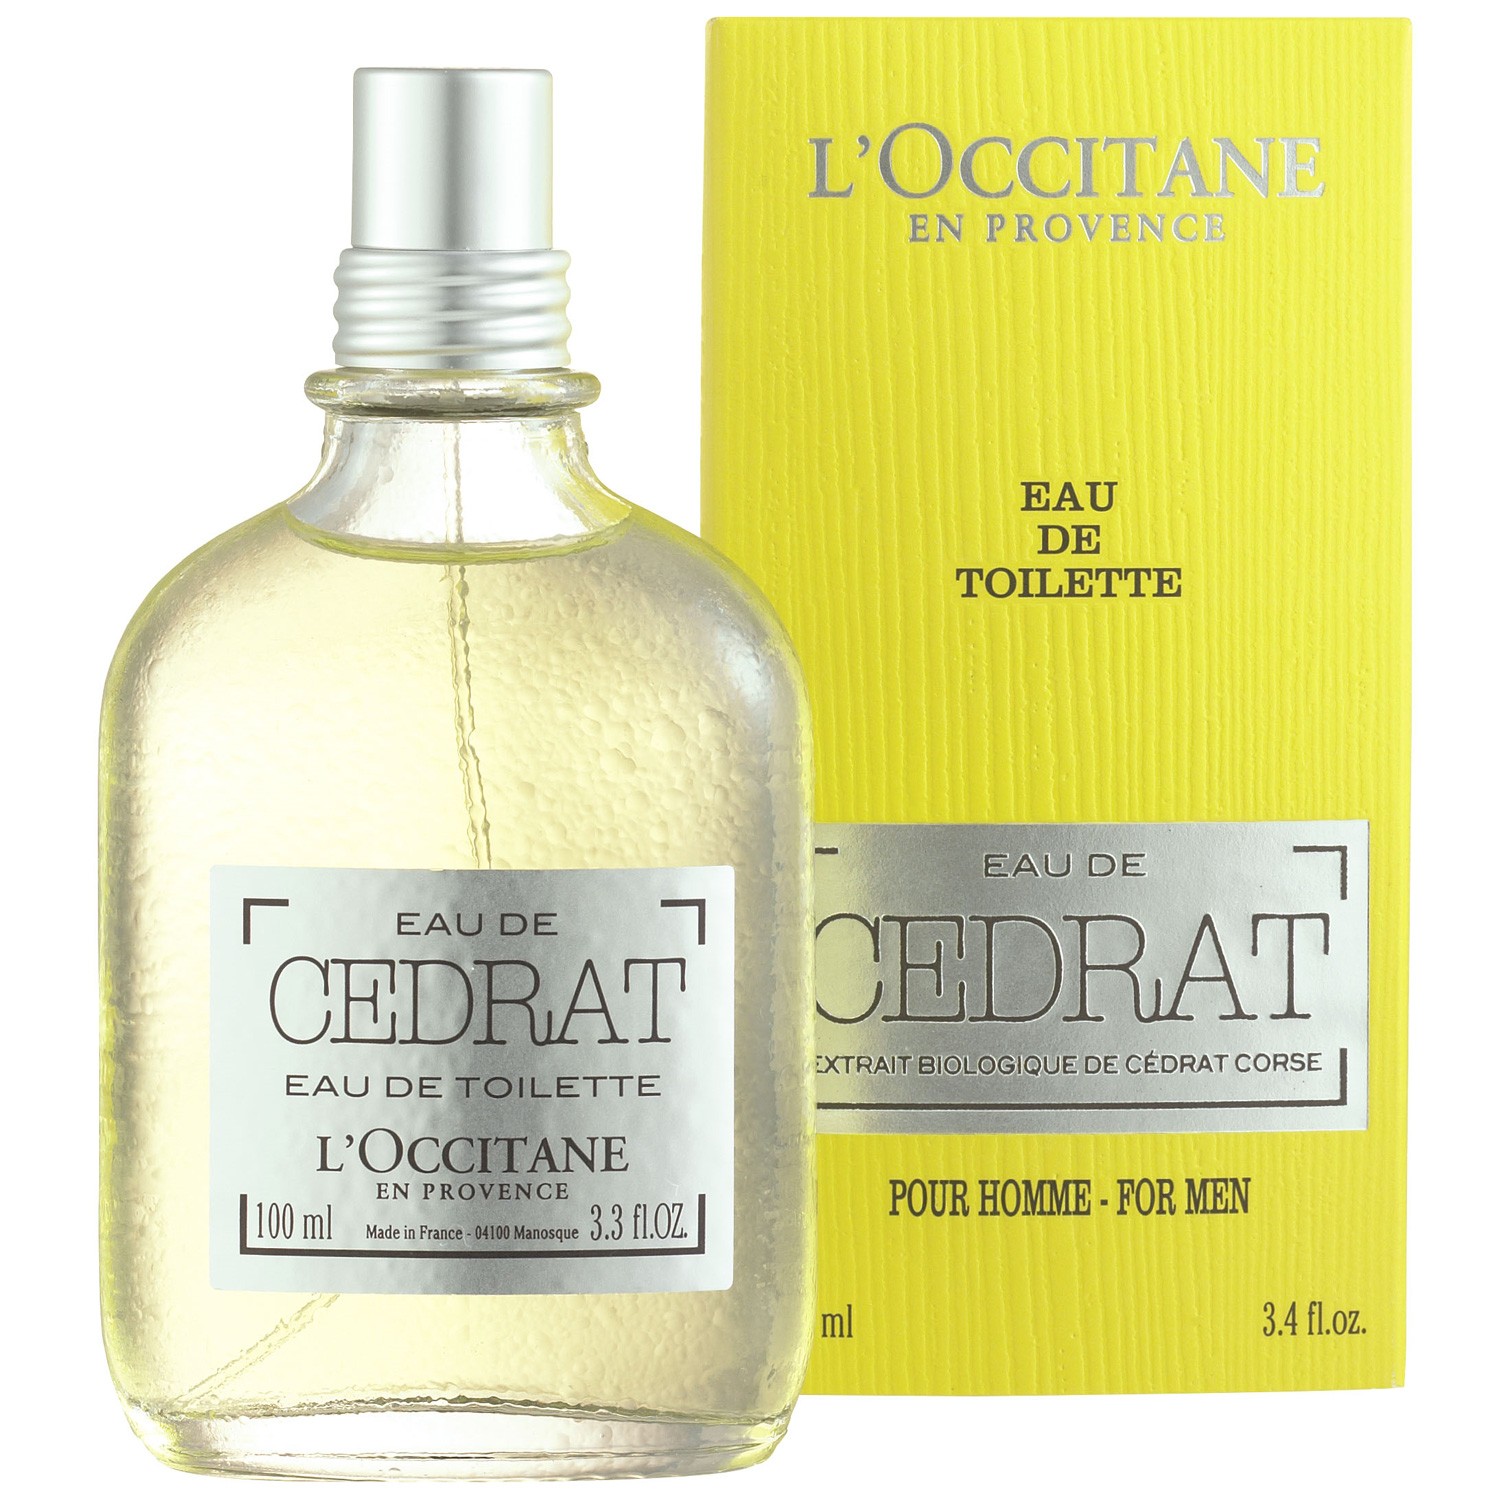 L'OCCITANE
EN PROVENCE
EAU
DE
TOILETTE
EAU DE
CEDRAT
EXTRAIT BIOLOGIQUE DE CÉDRAT CORSE
POUR HOMME - FOR MEN
ml 3.4 fl.oz.
EAU DE
CEDRAT
EAU DE TOILETTE
L'OCCITANE
EN PROVENCE
100 ml Made in France - 04100 Manosque 3.3 fl.OZ.